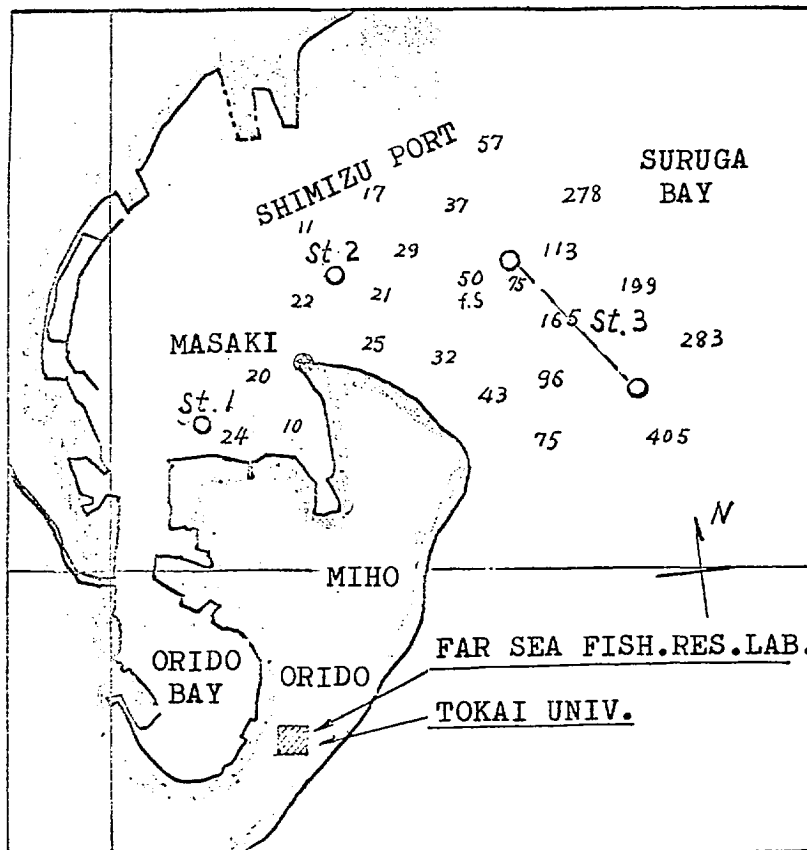 57
SHIMIZU PORT
SURUGA
BAY
17
37
278
11
St.2
29
113
50
f.S
75
199
22
21
165
St.3
283
MASAKI
25
32
20
96
43
St.1
24
10
75
405
N
MIHO
FAR SEA FISH.RES.LAB.
ORIDO
BAY
ORIDO
TOKAI UNIV.